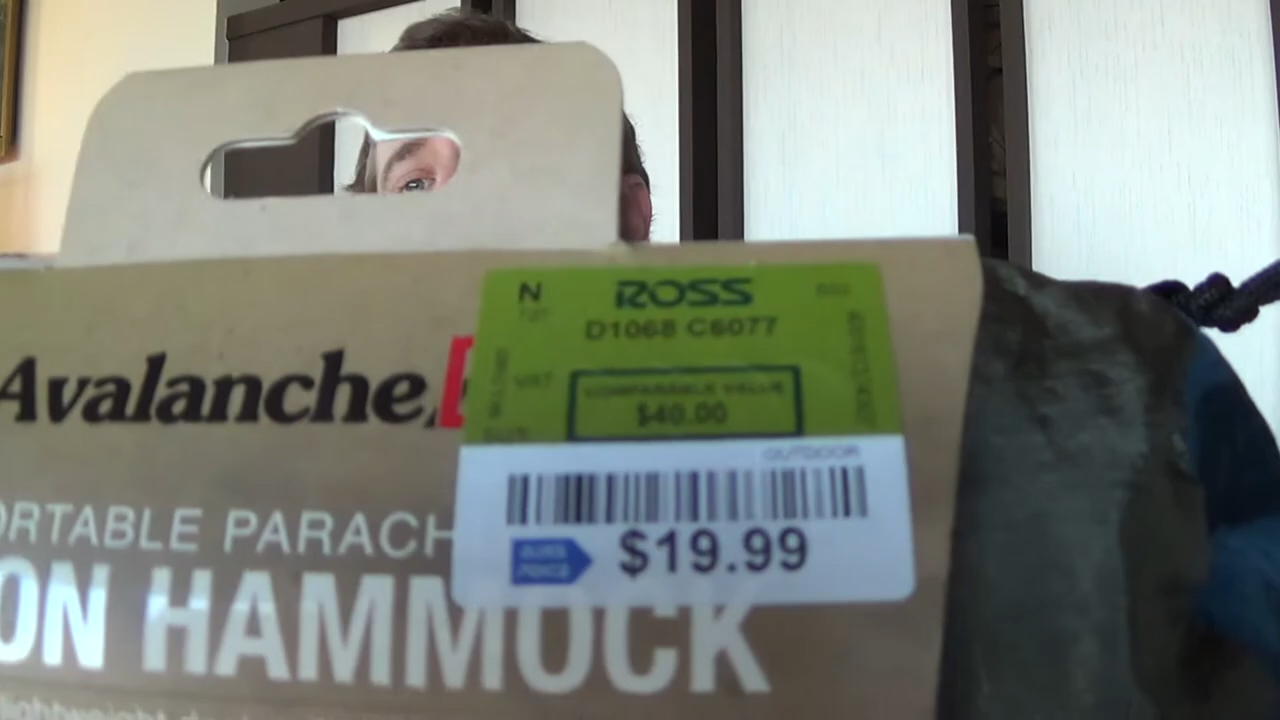 N
ROSS
D1068 C6077
COMPARABLE VALUE
$40.00
OUTDOOR
$19.99
Avalanche
ORTABLE PARACH
ON HAMMOCK